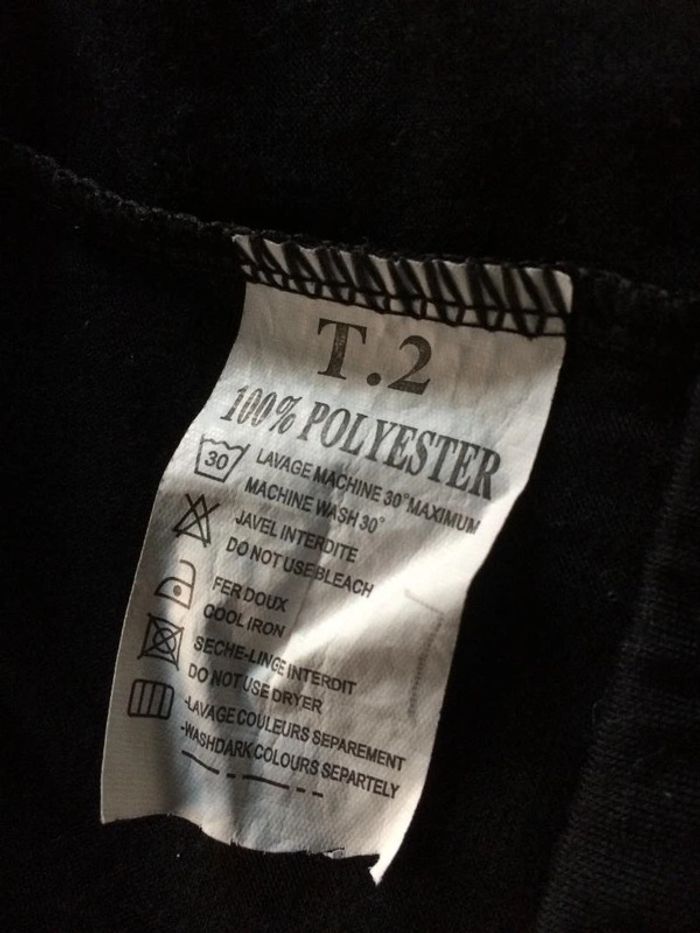 T.2
100% POLYESTER
30
LAVAGE MACHINE 30°MAXIMUM
MACHINE WASH 30°
JAVEL INTERDITE
DO NOT USE BLEACH
FER DOUX
COOL IRON
SECHE-LINGE INTERDIT
DO NOT USE DRYER
-LAVAGE COULEURS SEPAREMENT
-WASHDARK COLOURS SEPARTELY